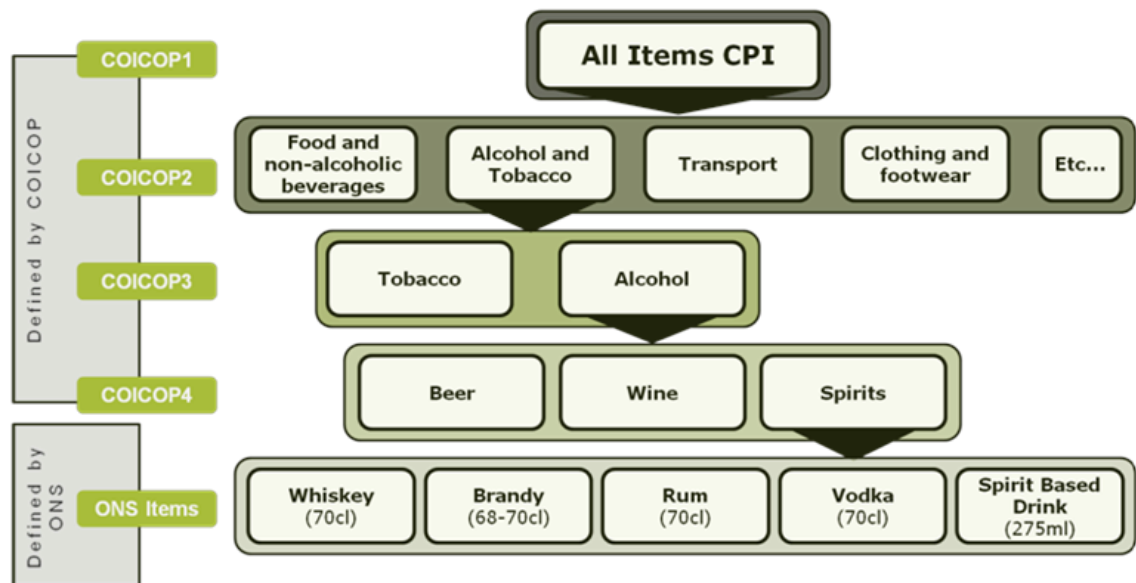 COICOP1
All Items CPI
Defined by COICOP
COICOP2
Food and
non-alcoholic
beverages
Alcohol and
Tobacco
Transport
Clothing and
footwear
Etc...
COICOP3
Tobacco
Alcohol
COICOP4
Beer
Wine
Spirits
Defined by
ONS
ONS Items
Whiskey
(70cl)
Brandy
(68-70cl)
Rum
(70cl)
Vodka
(70cl)
Spirit Based
Drink
(275ml)